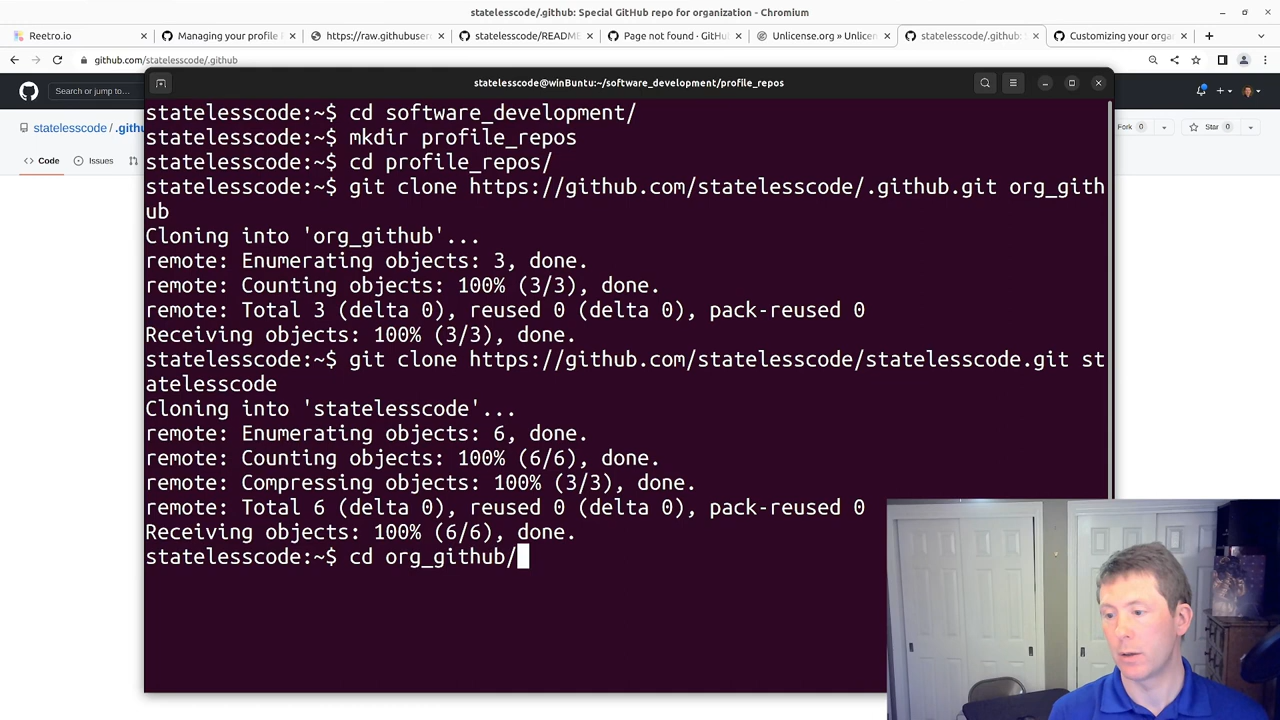 statelesscode/.github: Special GitHub repo for organization - Chromium
Reetro.io
Managing your profile
https://raw.githubuser
statelesscode/README
Page not found · GitHub
Unlicense.org » Unlicen
statelesscode/.github:
Customizing your orga
github.com/statelesscode/.github
Search or jump to...
statelesscode / .github
Fork 0
Star 0
Code
Issues
statelesscode@winBuntu:~/software_development/profile_repos
statelesscode:~$ cd software_development/
statelesscode:~$ mkdir profile_repos
statelesscode:~$ cd profile_repos/
statelesscode:~$ git clone https://github.com/statelesscode/.github.git org_gith
ub
Cloning into 'org_github'...
remote: Enumerating objects: 3, done.
remote: Counting objects: 100% (3/3), done.
remote: Total 3 (delta 0), reused 0 (delta 0), pack-reused 0
Receiving objects: 100% (3/3), done.
statelesscode:~$ git clone https://github.com/statelesscode/statelesscode.git st
atelesscode
Cloning into 'statelesscode'...
remote: Enumerating objects: 6, done.
remote: Counting objects: 100% (6/6), done.
remote: Compressing objects: 100% (3/3), done.
remote: Total 6 (delta 0), reused 0 (delta 0), pack-reused 0
Receiving objects: 100% (6/6), done.
statelesscode:~$ cd org_github/